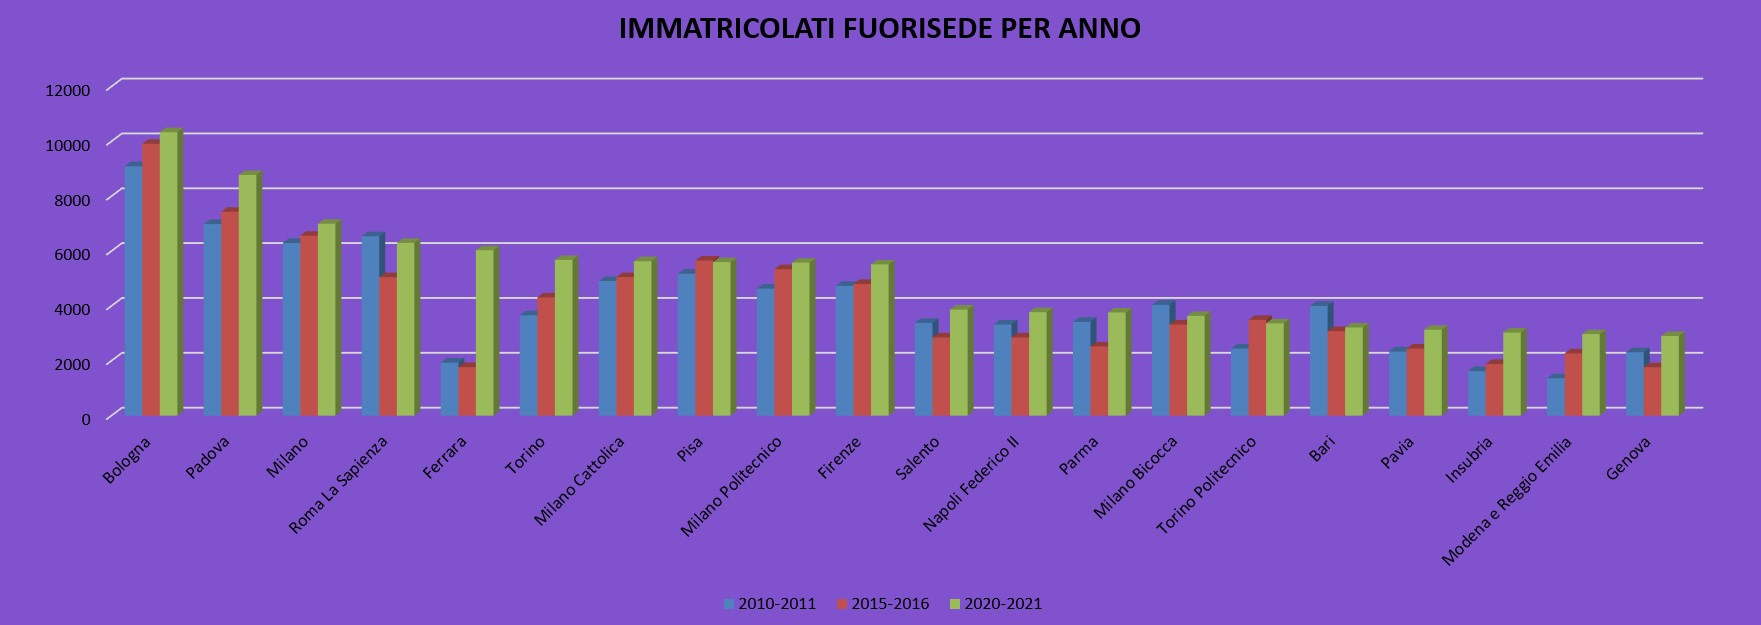 IMMATRICOLATI FUORISEDE PER ANNO
12000
10000
8000
6000
4000
2000
0
Bologna
Padova
Milano
Roma La Sapienza
Ferrara
Torino
Milano Cattolica
Pisa
Milano Politecnico
Firenze
Salento
Napoli Federico II
Parma
Milano Bicocca
Torino Politecnico
Bari
Pavia
Insubria
Modena e Reggio Emilia
Genova
2010-2011 2015-2016 2020-2021